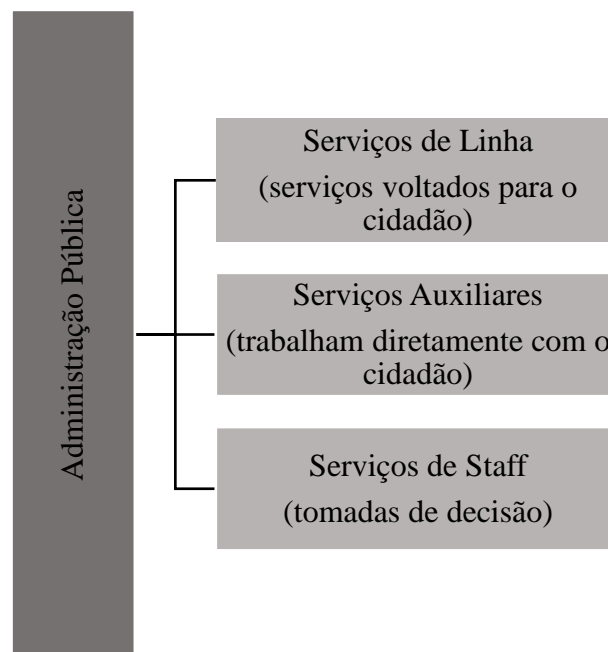 Administração Pública
Serviços de Linha
(serviços voltados para o
cidadão)
Serviços Auxiliares
(trabalham diretamente com o
cidadão)
Serviços de Staff
(tomadas de decisão)